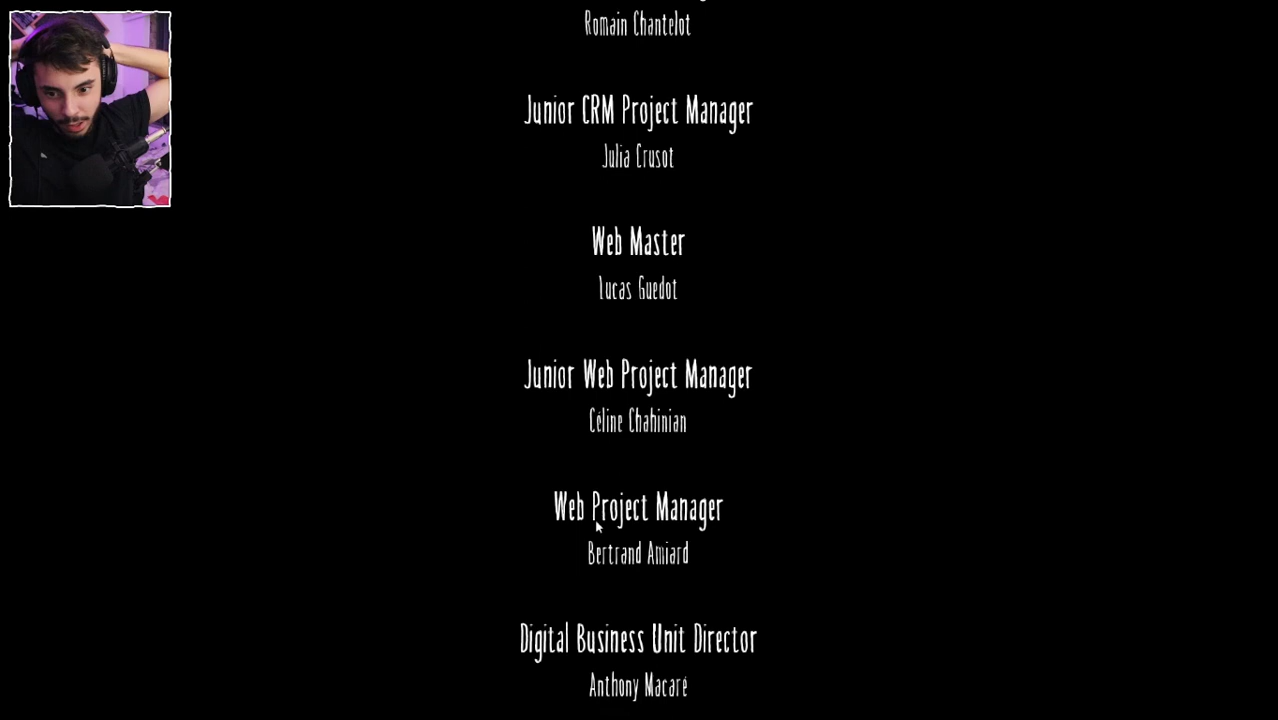 Romain Chantelot
Junior CRM Project Manager
Julia Crusot
Web Master
Lucas Guedot
Junior Web Project Manager
Céline Chahinian
Web Project Manager
Bertrand Amiard
Digital Business Unit Director
Anthony Macaré